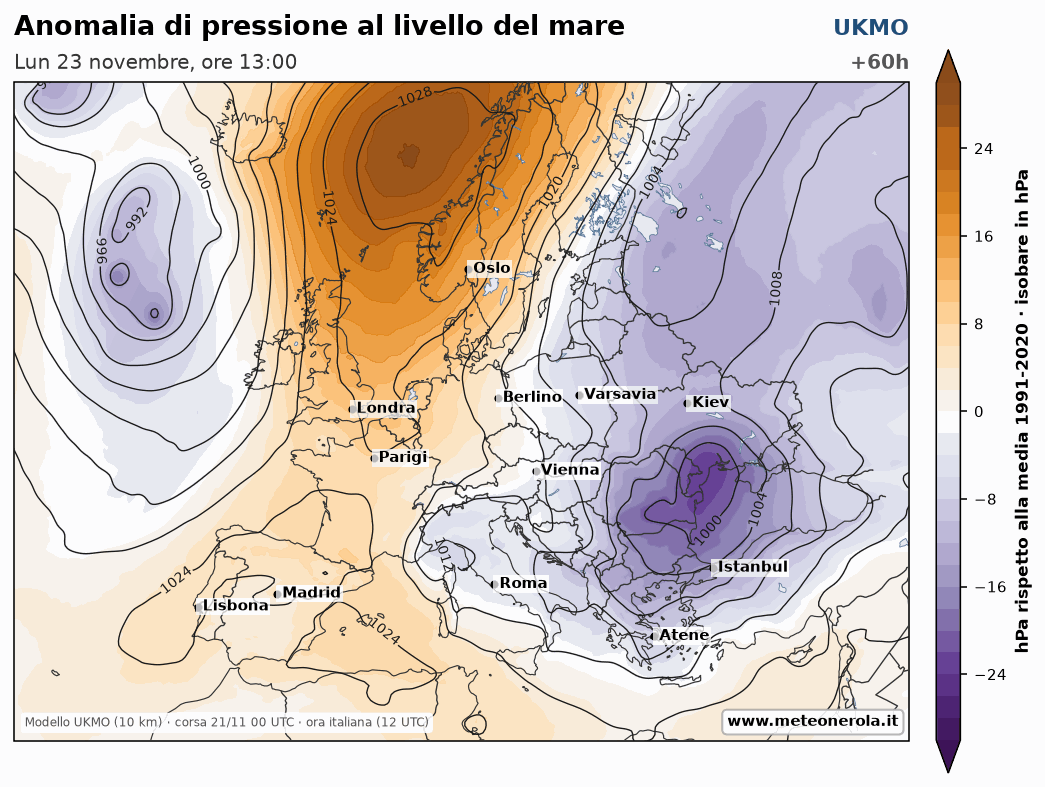 Anomalia di pressione al livello del mare
UKMO
Lun 23 novembre, ore 13:00
+60h
1028
1000
1024
1020
1004
992
996
1008
Oslo
Londra
Berlino
Varsavia
Kiev
Parigi
Vienna
1004
1000
1024
Istanbul
Roma
Madrid
Lisbona
1024
Atene
Modello UKMO (10 km) · corsa 21/11 00 UTC · ora italiana (12 UTC)
www.meteonerola.it
24
16
8
0
−8
−16
−24
hPa rispetto alla media 1991-2020 · isobare in hPa